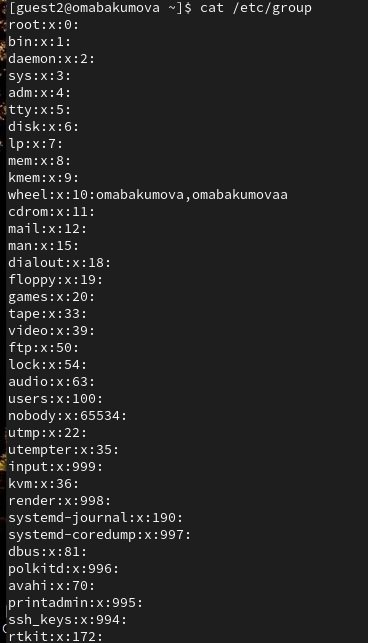 [guest2@omabakumova ~]$ cat /etc/group
root:x:0:
bin:x:1:
daemon:x:2:
sys:x:3:
adm:x:4:
tty:x:5:
disk:x:6:
lp:x:7:
mem:x:8:
kmem:x:9:
wheel:x:10:omabakumova,omabakumovaa
cdrom:x:11:
mail:x:12:
man:x:15:
dialout:x:18:
floppy:x:19:
games:x:20:
tape:x:33:
video:x:39:
ftp:x:50:
lock:x:54:
audio:x:63:
users:x:100:
nobody:x:65534:
utmp:x:22:
utempter:x:35:
input:x:999:
kvm:x:36:
render:x:998:
systemd-journal:x:190:
systemd-coredump:x:997:
dbus:x:81:
polkitd:x:996:
avahi:x:70:
printadmin:x:995:
ssh_keys:x:994:
rtkit:x:172: